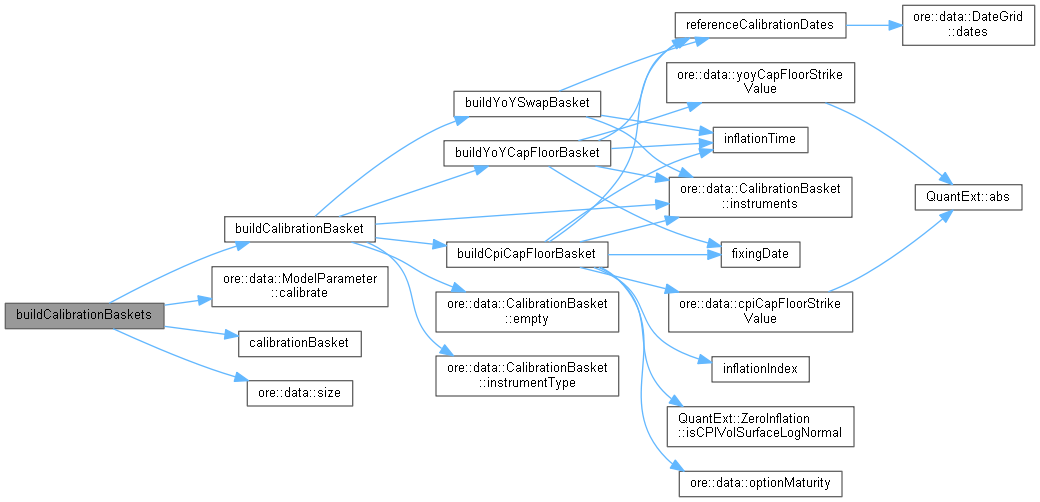 referenceCalibrationDates
ore::data::DateGrid
::dates
ore::data::yoyCapFloorStrike
Value
buildYoYSwapBasket
inflationTime
buildYoYCapFloorBasket
ore::data::CalibrationBasket
::instruments
QuantExt::abs
buildCalibrationBasket
buildCpiCapFloorBasket
fixingDate
ore::data::ModelParameter
::calibrate
ore::data::CalibrationBasket
::empty
ore::data::cpiCapFloorStrike
Value
buildCalibrationBaskets
calibrationBasket
ore::data::CalibrationBasket
::instrumentType
inflationIndex
ore::data::size
QuantExt::ZeroInflation
::isCPIVolSurfaceLogNormal
ore::data::optionMaturity